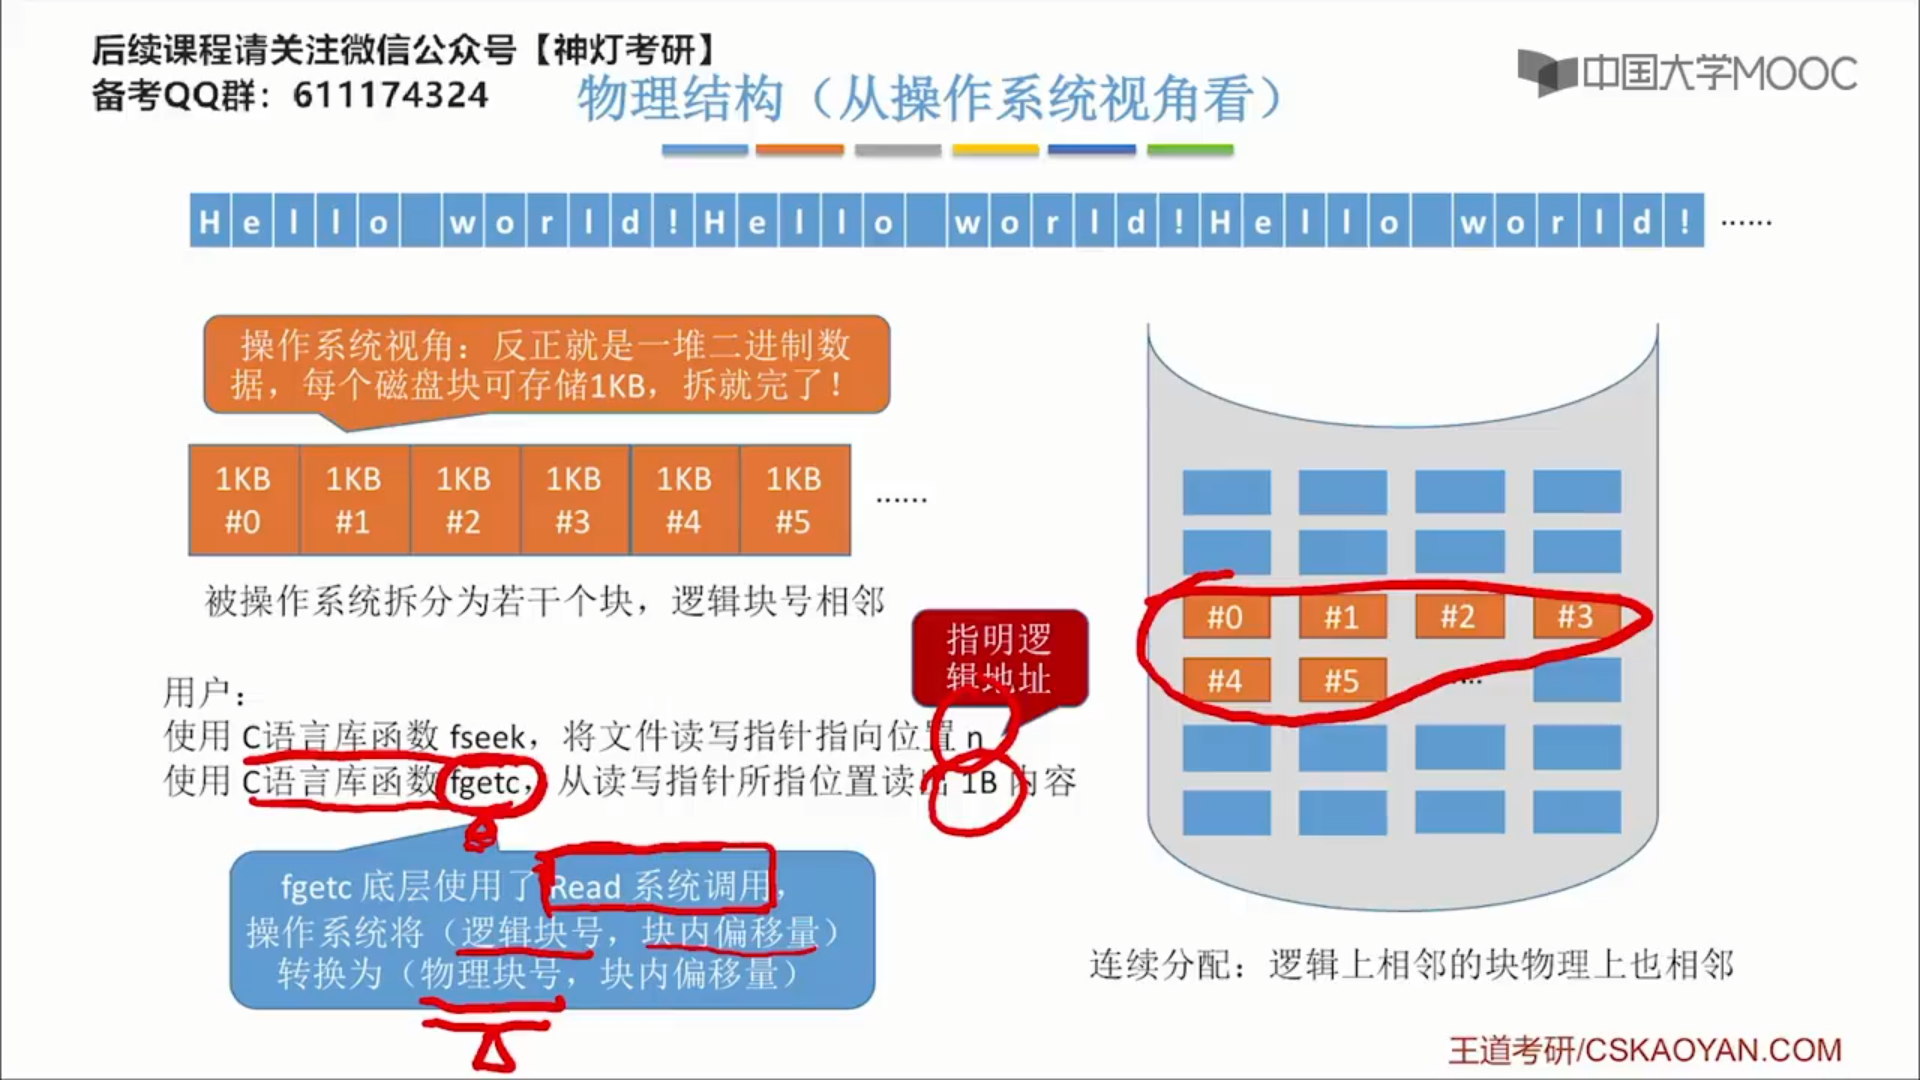 后续课程请关注微信公众号【神灯考研】
备考QQ群：611174324
中国大学MOOC
物理结构（从操作系统视角看）
Hello world!Hello world!Hello world! ······
操作系统视角：反正就是一堆二进制数
据，每个磁盘块可存储1KB，拆就完了！
1KB 1KB 1KB 1KB 1KB 1KB
#0 #1 #2 #3 #4 #5 ······
被操作系统拆分为若干个块，逻辑块号相邻
指明逻
辑地址
用户：
使用 C语言库函数 fseek，将文件读写指针指向位置 n
使用 C语言库函数 fgetc，从读写指针所指位置读出 1B 内容
fgetc 底层使用了 Read 系统调用，
操作系统将（逻辑块号，块内偏移量）
转换为（物理块号，块内偏移量）
#0 #1 #2 #3
#4 #5 ······
连续分配：逻辑上相邻的块物理上也相邻
王道考研/CSKAOYAN.COM